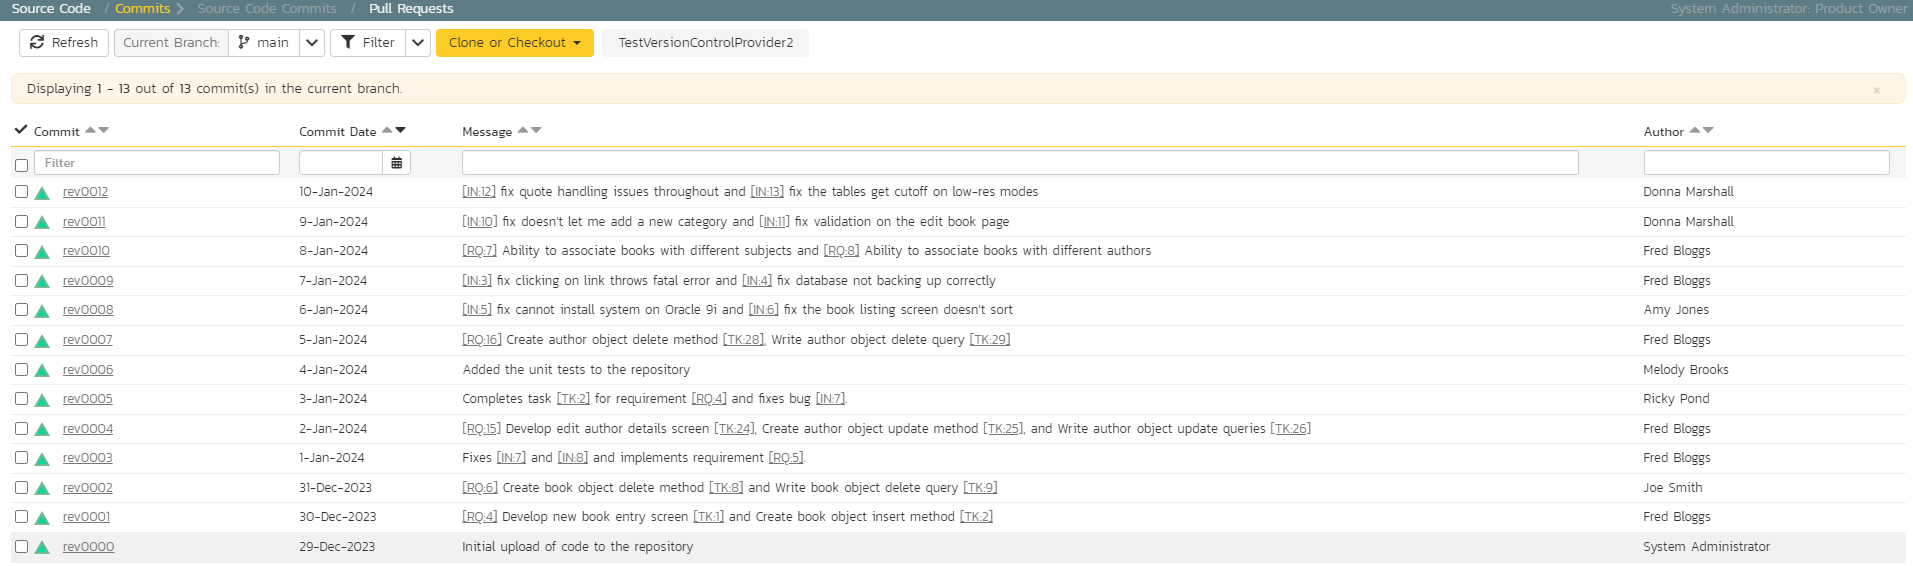 Source Code / Commits Source Code Commits / Pull Requests System Administrator: Product Owner
Refresh Current Branch: main Filter Clone or Checkout TestVersionControlProvider2
Displaying 1 - 13 out of 13 commit(s) in the current branch. ×
Commit Commit Date Message Author
Filter
rev0012 10-Jan-2024 [IN:12] fix quote handling issues throughout and [IN:13] fix the tables get cutoff on low-res modes Donna Marshall
rev0011 9-Jan-2024 [IN:10] fix doesn't let me add a new category and [IN:11] fix validation on the edit book page Donna Marshall
rev0010 8-Jan-2024 [RQ:7] Ability to associate books with different subjects and [RQ:8] Ability to associate books with different authors Fred Bloggs
rev0009 7-Jan-2024 [IN:3] fix clicking on link throws fatal error and [IN:4] fix database not backing up correctly Fred Bloggs
rev0008 6-Jan-2024 [IN:5] fix cannot install system on Oracle 9i and [IN:6] fix the book listing screen doesn't sort Amy Jones
rev0007 5-Jan-2024 [RQ:16] Create author object delete method [TK:28], Write author object delete query [TK:29] Fred Bloggs
rev0006 4-Jan-2024 Added the unit tests to the repository Melody Brooks
rev0005 3-Jan-2024 Completes task [TK:2] for requirement [RQ:4] and fixes bug [IN:7]. Ricky Pond
rev0004 2-Jan-2024 [RQ:15] Develop edit author details screen [TK:24], Create author object update method [TK:25], and Write author object update queries [TK:26] Fred Bloggs
rev0003 1-Jan-2024 Fixes [IN:7] and [IN:8] and implements requirement [RQ:5]. Fred Bloggs
rev0002 31-Dec-2023 [RQ:6] Create book object delete method [TK:8] and Write book object delete query [TK:9] Joe Smith
rev0001 30-Dec-2023 [RQ:4] Develop new book entry screen [TK:1] and Create book object insert method [TK:2] Fred Bloggs
rev0000 29-Dec-2023 Initial upload of code to the repository System Administrator